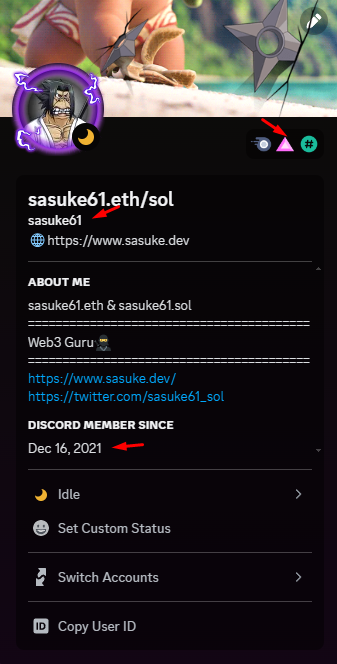 #
sasuke61.eth/sol
sasuke61
https://www.sasuke.dev
ABOUT ME
sasuke61.eth & sasuke61.sol
=========================================
Web3 Guru🥷
=========================================
https://www.sasuke.dev/
https://twitter.com/sasuke61_sol
DISCORD MEMBER SINCE
Dec 16, 2021
Idle
Set Custom Status
Switch Accounts
ID Copy User ID